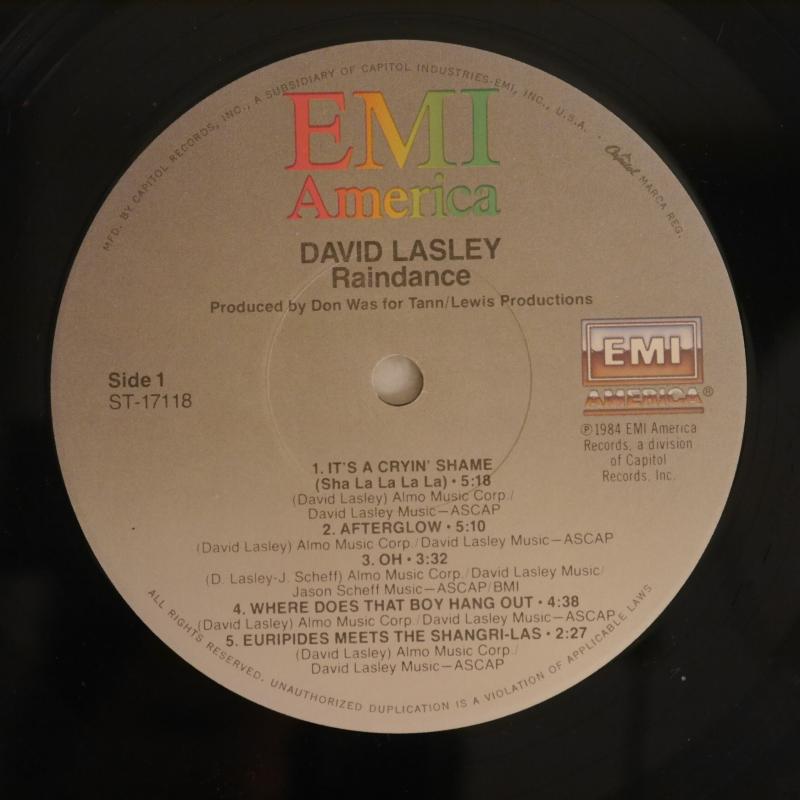 MFD. BY CAPITOL RECORDS, INC., A SUBSIDIARY OF CAPITOL INDUSTRIES-EMI, INC., U.S.A. · Capitol MARCA REG.
EMI
America
DAVID LASLEY
Raindance
Produced by Don Was for Tann/Lewis Productions
Side 1
ST-17118
EMI
AMERICA®
℗1984 EMI America
Records, a division
of Capitol
Records, Inc.
1. IT'S A CRYIN' SHAME
(Sha La La La La) • 5:18
(David Lasley) Almo Music Corp./
David Lasley Music—ASCAP
2. AFTERGLOW • 5:10
(David Lasley) Almo Music Corp./David Lasley Music—ASCAP
3. OH • 3:32
(D. Lasley-J. Scheff) Almo Music Corp./David Lasley Music/
Jason Scheff Music—ASCAP/BMI
4. WHERE DOES THAT BOY HANG OUT • 4:38
(David Lasley) Almo Music Corp./David Lasley Music—ASCAP
5. EURIPIDES MEETS THE SHANGRI-LAS • 2:27
(David Lasley) Almo Music Corp./
David Lasley Music—ASCAP
ALL RIGHTS RESERVED. UNAUTHORIZED DUPLICATION IS A VIOLATION OF APPLICABLE LAWS